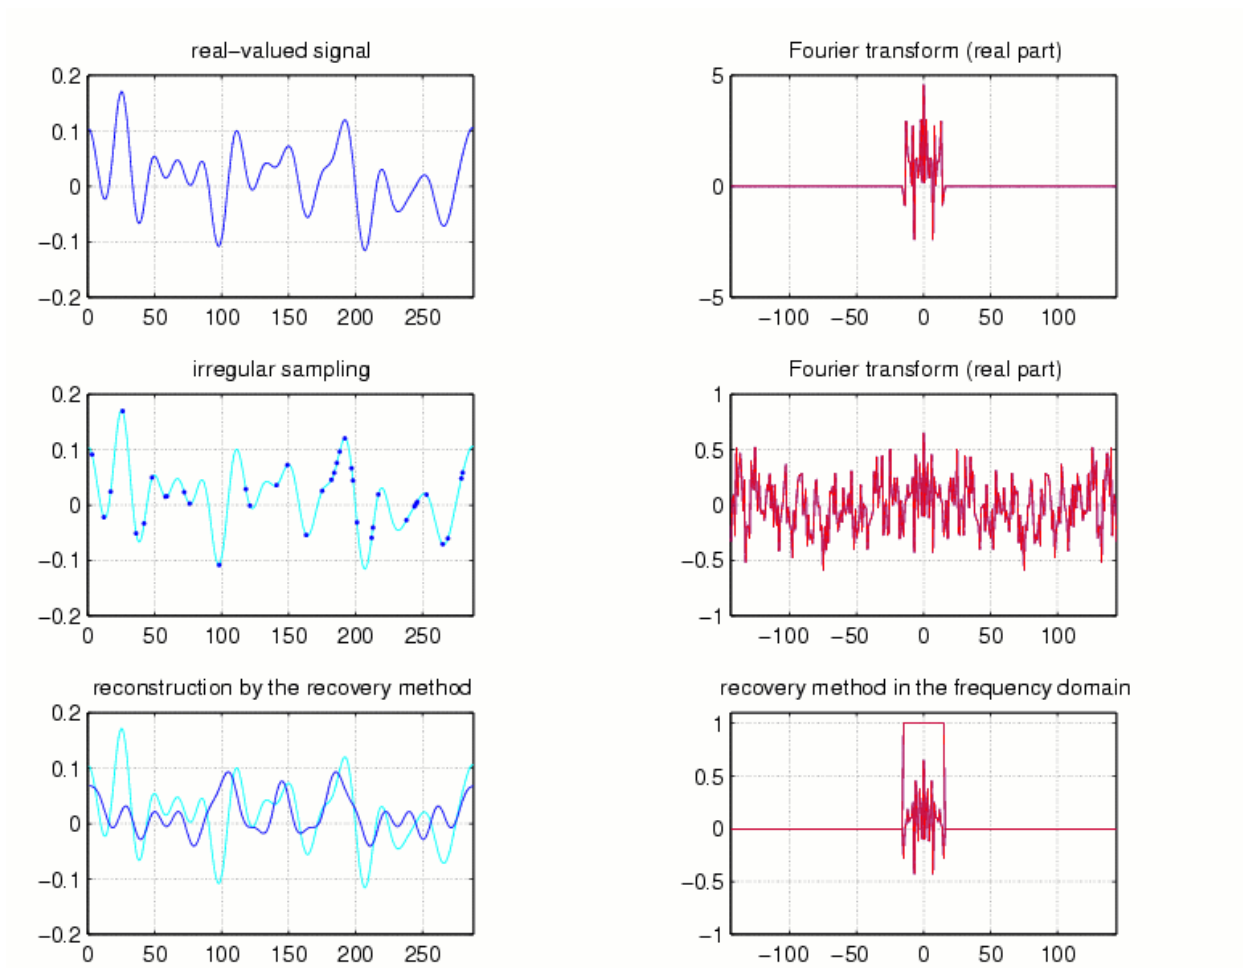 real-valued signal
Fourier transform (real part)
0.2
0.1
0
-0.1
-0.2
0 50 100 150 200 250
5
0
-5
-100 -50 0 50 100
irregular sampling
Fourier transform (real part)
0.2
0.1
0
-0.1
-0.2
0 50 100 150 200 250
1
0.5
0
-0.5
-1
-100 -50 0 50 100
reconstruction by the recovery method
recovery method in the frequency domain
0.2
0.1
0
-0.1
-0.2
0 50 100 150 200 250
1
0.5
0
-0.5
-1
-100 -50 0 50 100